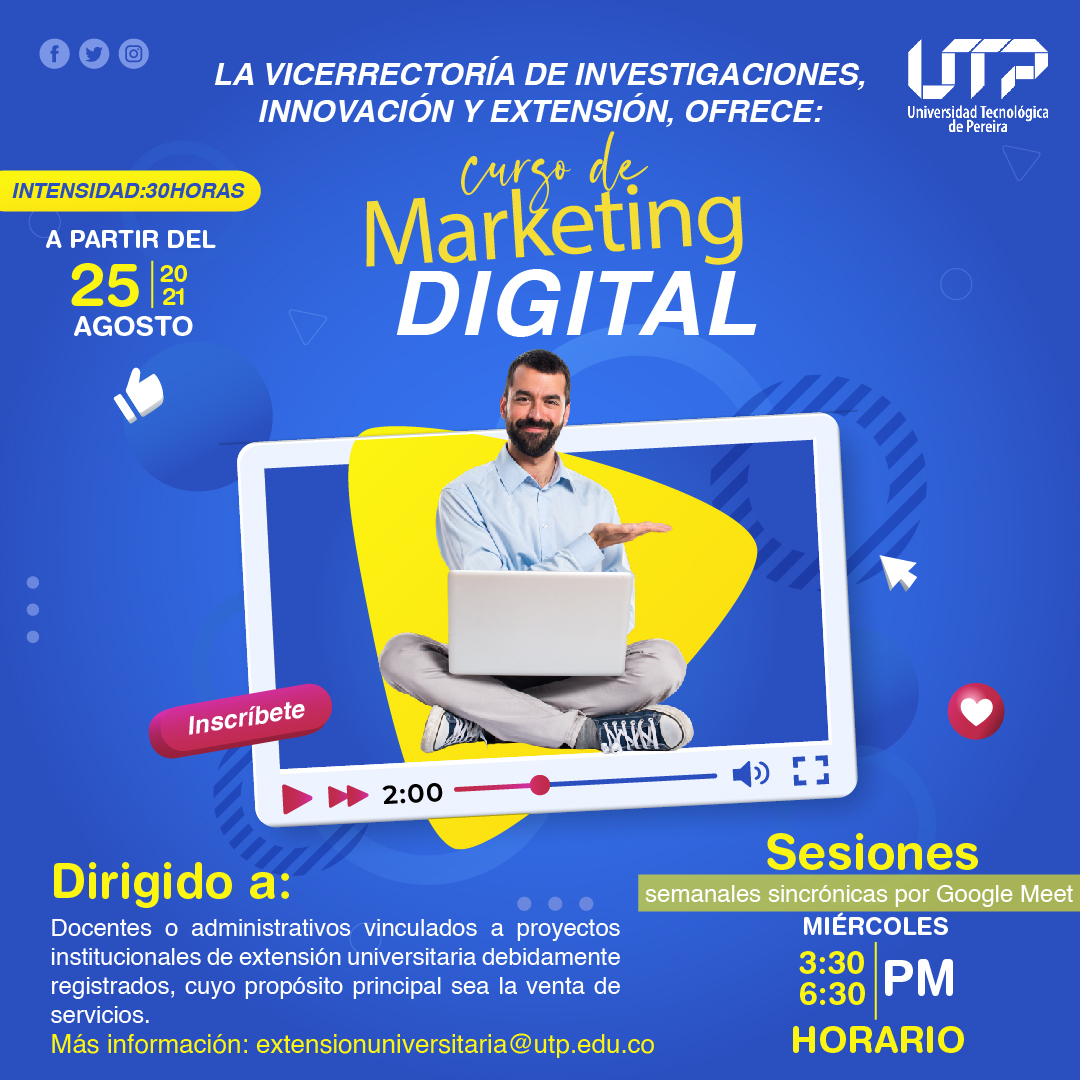 LA VICERRECTORÍA DE INVESTIGACIONES,
INNOVACIÓN Y EXTENSIÓN, OFRECE:
UTP
Universidad Tecnológica
de Pereira
curso de
Marketing
DIGITAL
INTENSIDAD:30HORAS
A PARTIR DEL
25 20
21
AGOSTO
Inscríbete
2:00
Dirigido a:
Docentes o administrativos vinculados a proyectos
institucionales de extensión universitaria debidamente
registrados, cuyo propósito principal sea la venta de
servicios.
Más información: extensionuniversitaria@utp.edu.co
Sesiones
semanales sincrónicas por Google Meet
MIÉRCOLES
3:30
6:30 PM
HORARIO